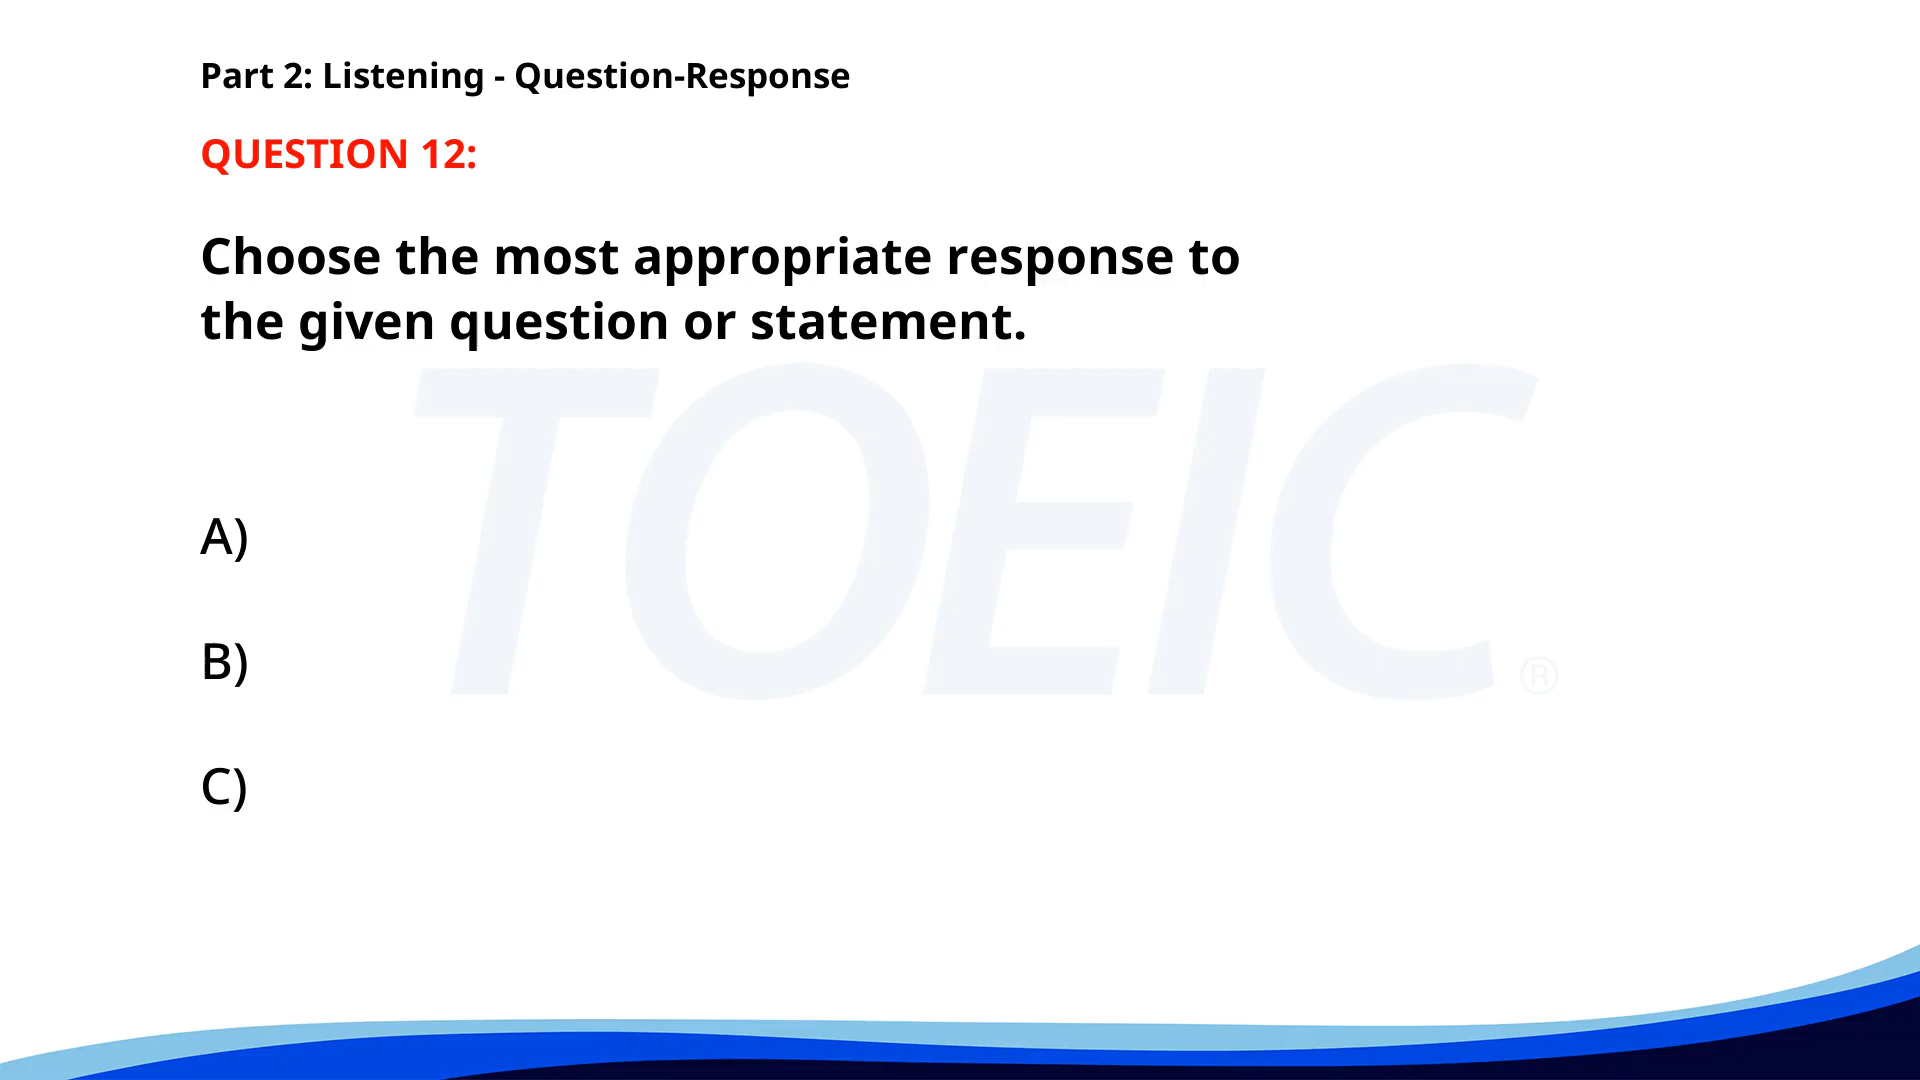 Part 2: Listening - Question-Response
QUESTION 12:
Choose the most appropriate response to
the given question or statement.
TOEIC ®
A)
B)
C)